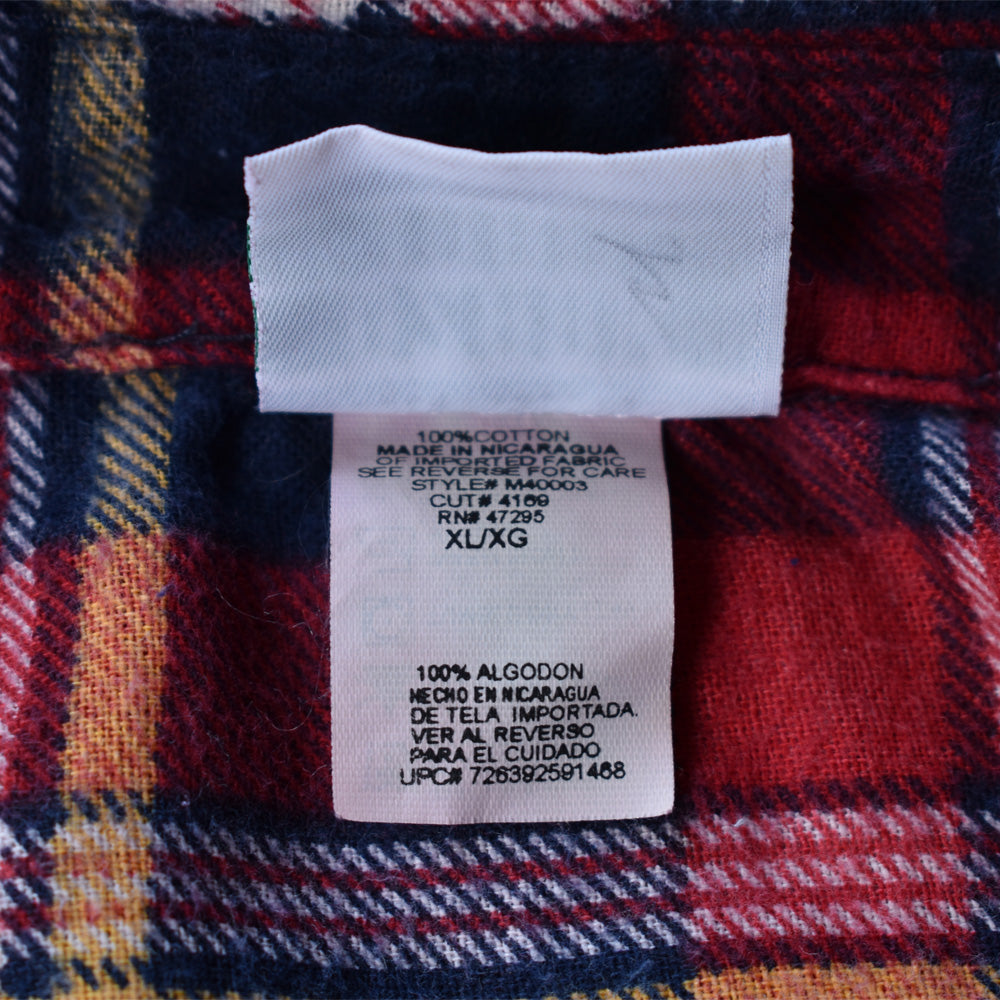 100%COTTON
MADE IN NICARAGUA
OF IMPORTED FABRIC
SEE REVERSE FOR CARE
STYLE# M40003
CUT# 4169
RN# 47295
XL/XG
100% ALGODON
HECHO EN NICARAGUA
DE TELA IMPORTADA.
VER AL REVERSO
PARA EL CUIDADO
UPC# 726392591468